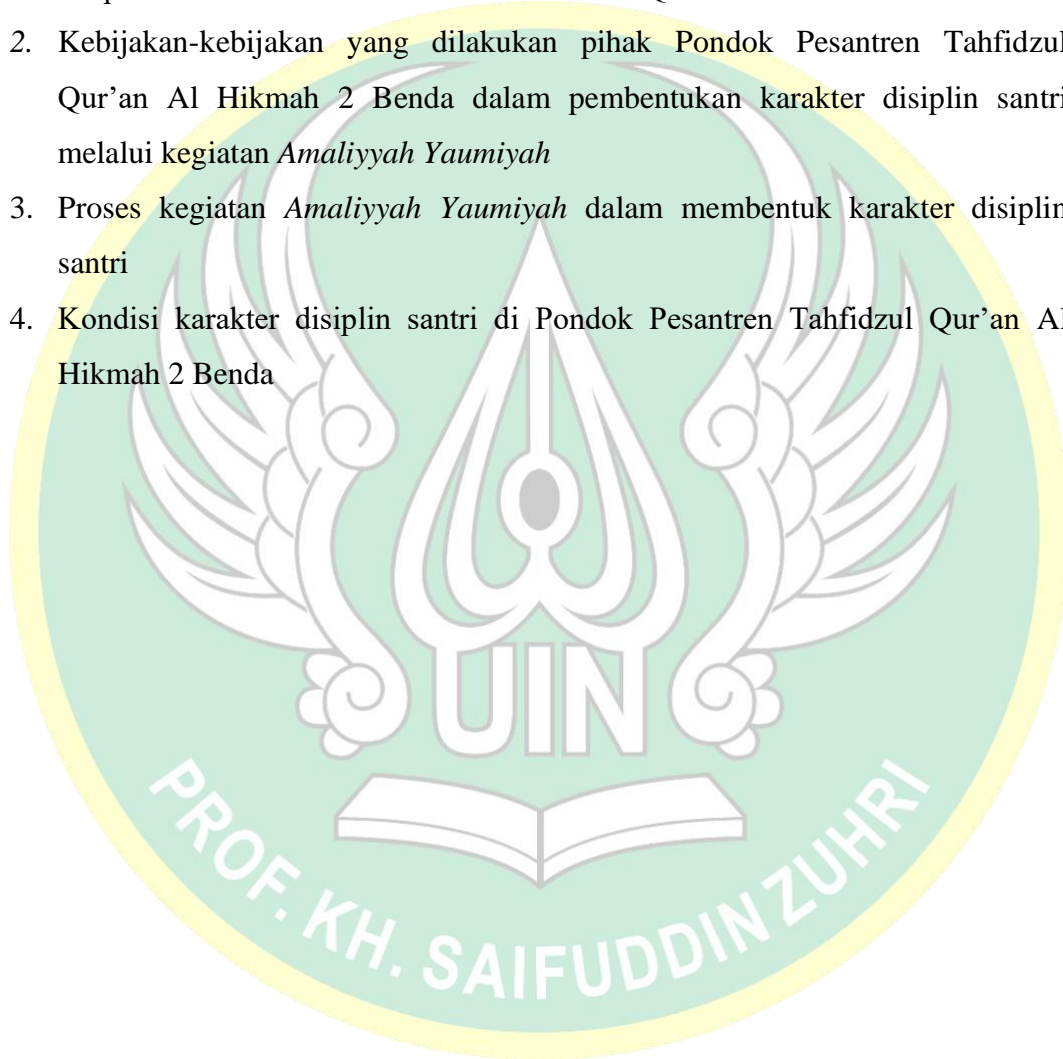 2. Kebijakan-kebijakan yang dilakukan pihak Pondok Pesantren Tahfidzul
Qur’an Al Hikmah 2 Benda dalam pembentukan karakter disiplin santri
melalui kegiatan Amaliyyah Yaumiyah
3. Proses kegiatan Amaliyyah Yaumiyah dalam membentuk karakter disiplin
santri
4. Kondisi karakter disiplin santri di Pondok Pesantren Tahfidzul Qur’an Al
Hikmah 2 Benda
UIN
PROF. KH. SAIFUDDIN ZUHRI